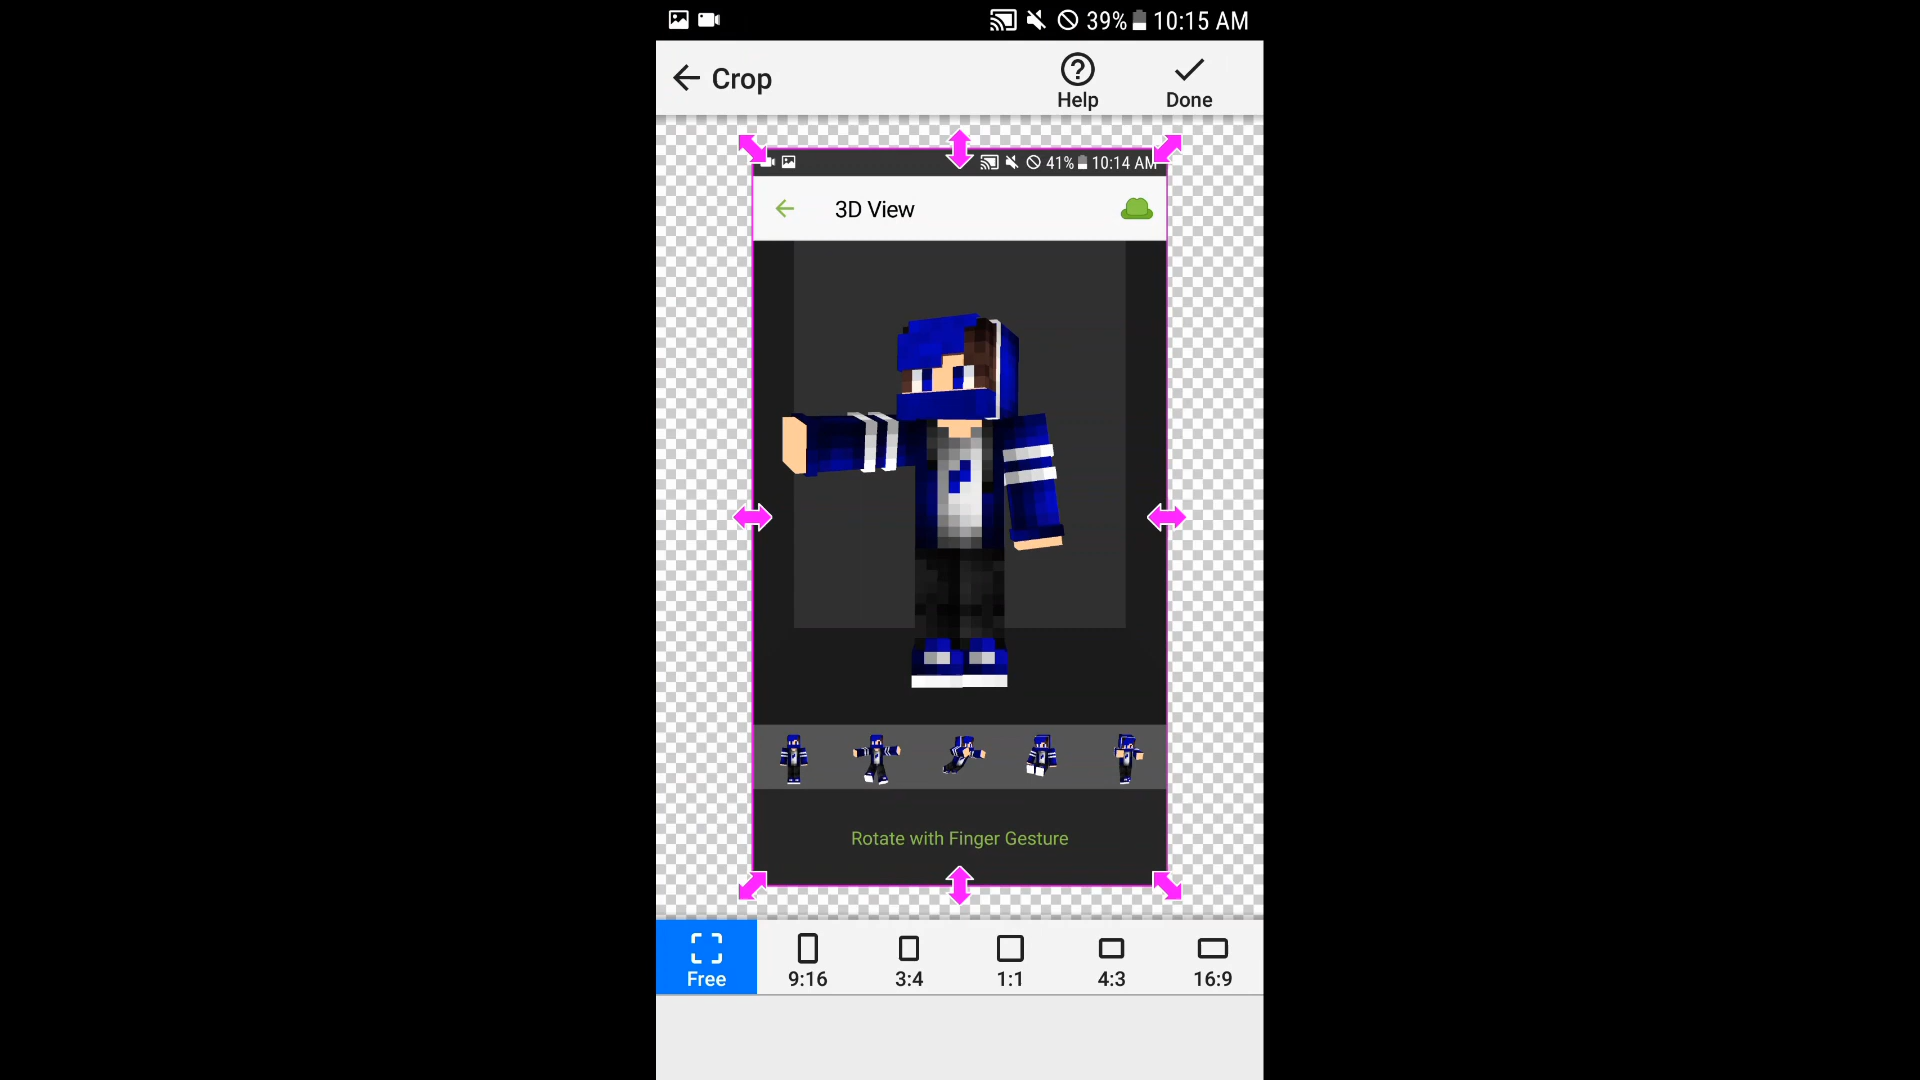 39% 10:15 AM
Crop
Help
Done
41% 10:14 AM
3D View
Rotate with Finger Gesture
Free
9:16
3:4
1:1
4:3
16:9